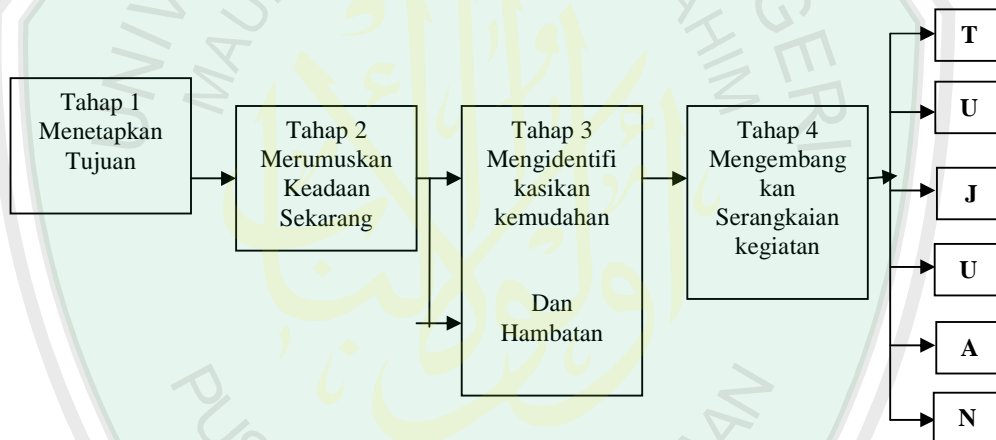 Tahap 1
Menetapkan
Tujuan
Tahap 2
Merumuskan
Keadaan
Sekarang
Tahap 3
Mengidentifi
kasikan
kemudahan
Dan
Hambatan
Tahap 4
Mengembang
kan
Serangkaian
kegiatan
T
U
J
U
A
N